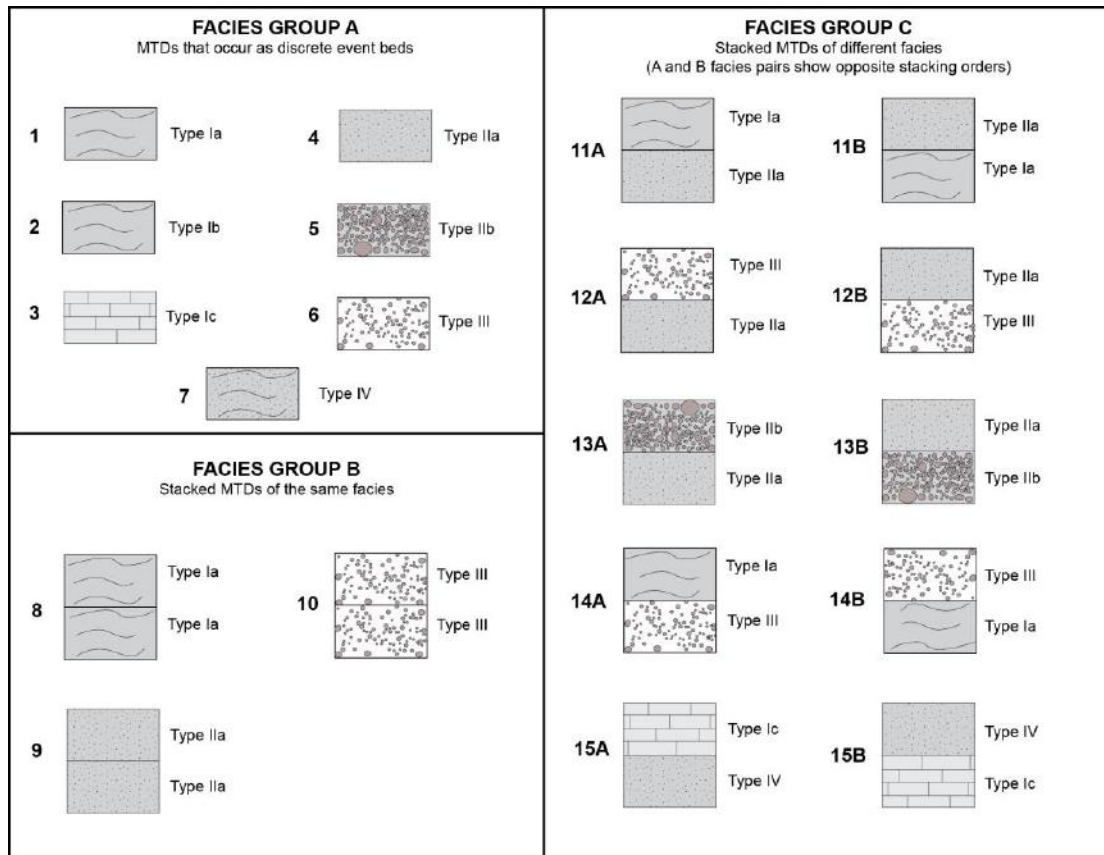 FACIES GROUP A
MTDs that occur as discrete event beds
1 Type Ia
4 Type IIa
2 Type Ib
5 Type IIb
3 Type Ic
6 Type III
7 Type IV
FACIES GROUP B
Stacked MTDs of the same facies
8 Type Ia
Type Ia
10 Type III
Type III
9 Type IIa
Type IIa
FACIES GROUP C
Stacked MTDs of different facies
(A and B facies pairs show opposite stacking orders)
11A Type Ia
Type IIa
11B Type IIa
Type Ia
12A Type III
Type IIa
12B Type IIa
Type III
13A Type IIb
Type IIa
13B Type IIa
Type IIb
14A Type Ia
Type III
14B Type III
Type Ia
15A Type Ic
Type IV
15B Type IV
Type Ic